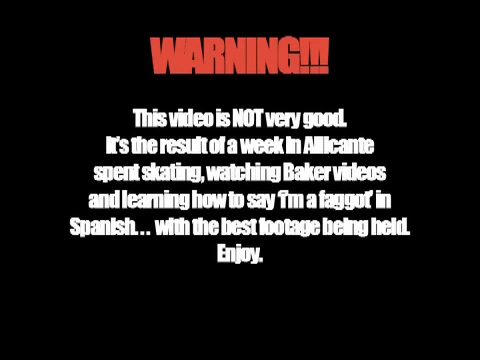 WARNING!!!
This video is NOT very good.
It's the result of a week in Allicante
spent skating, watching Baker videos
and learning how to say 'i'm a faggot' in
Spanish... with the best footage being held.
Enjoy.